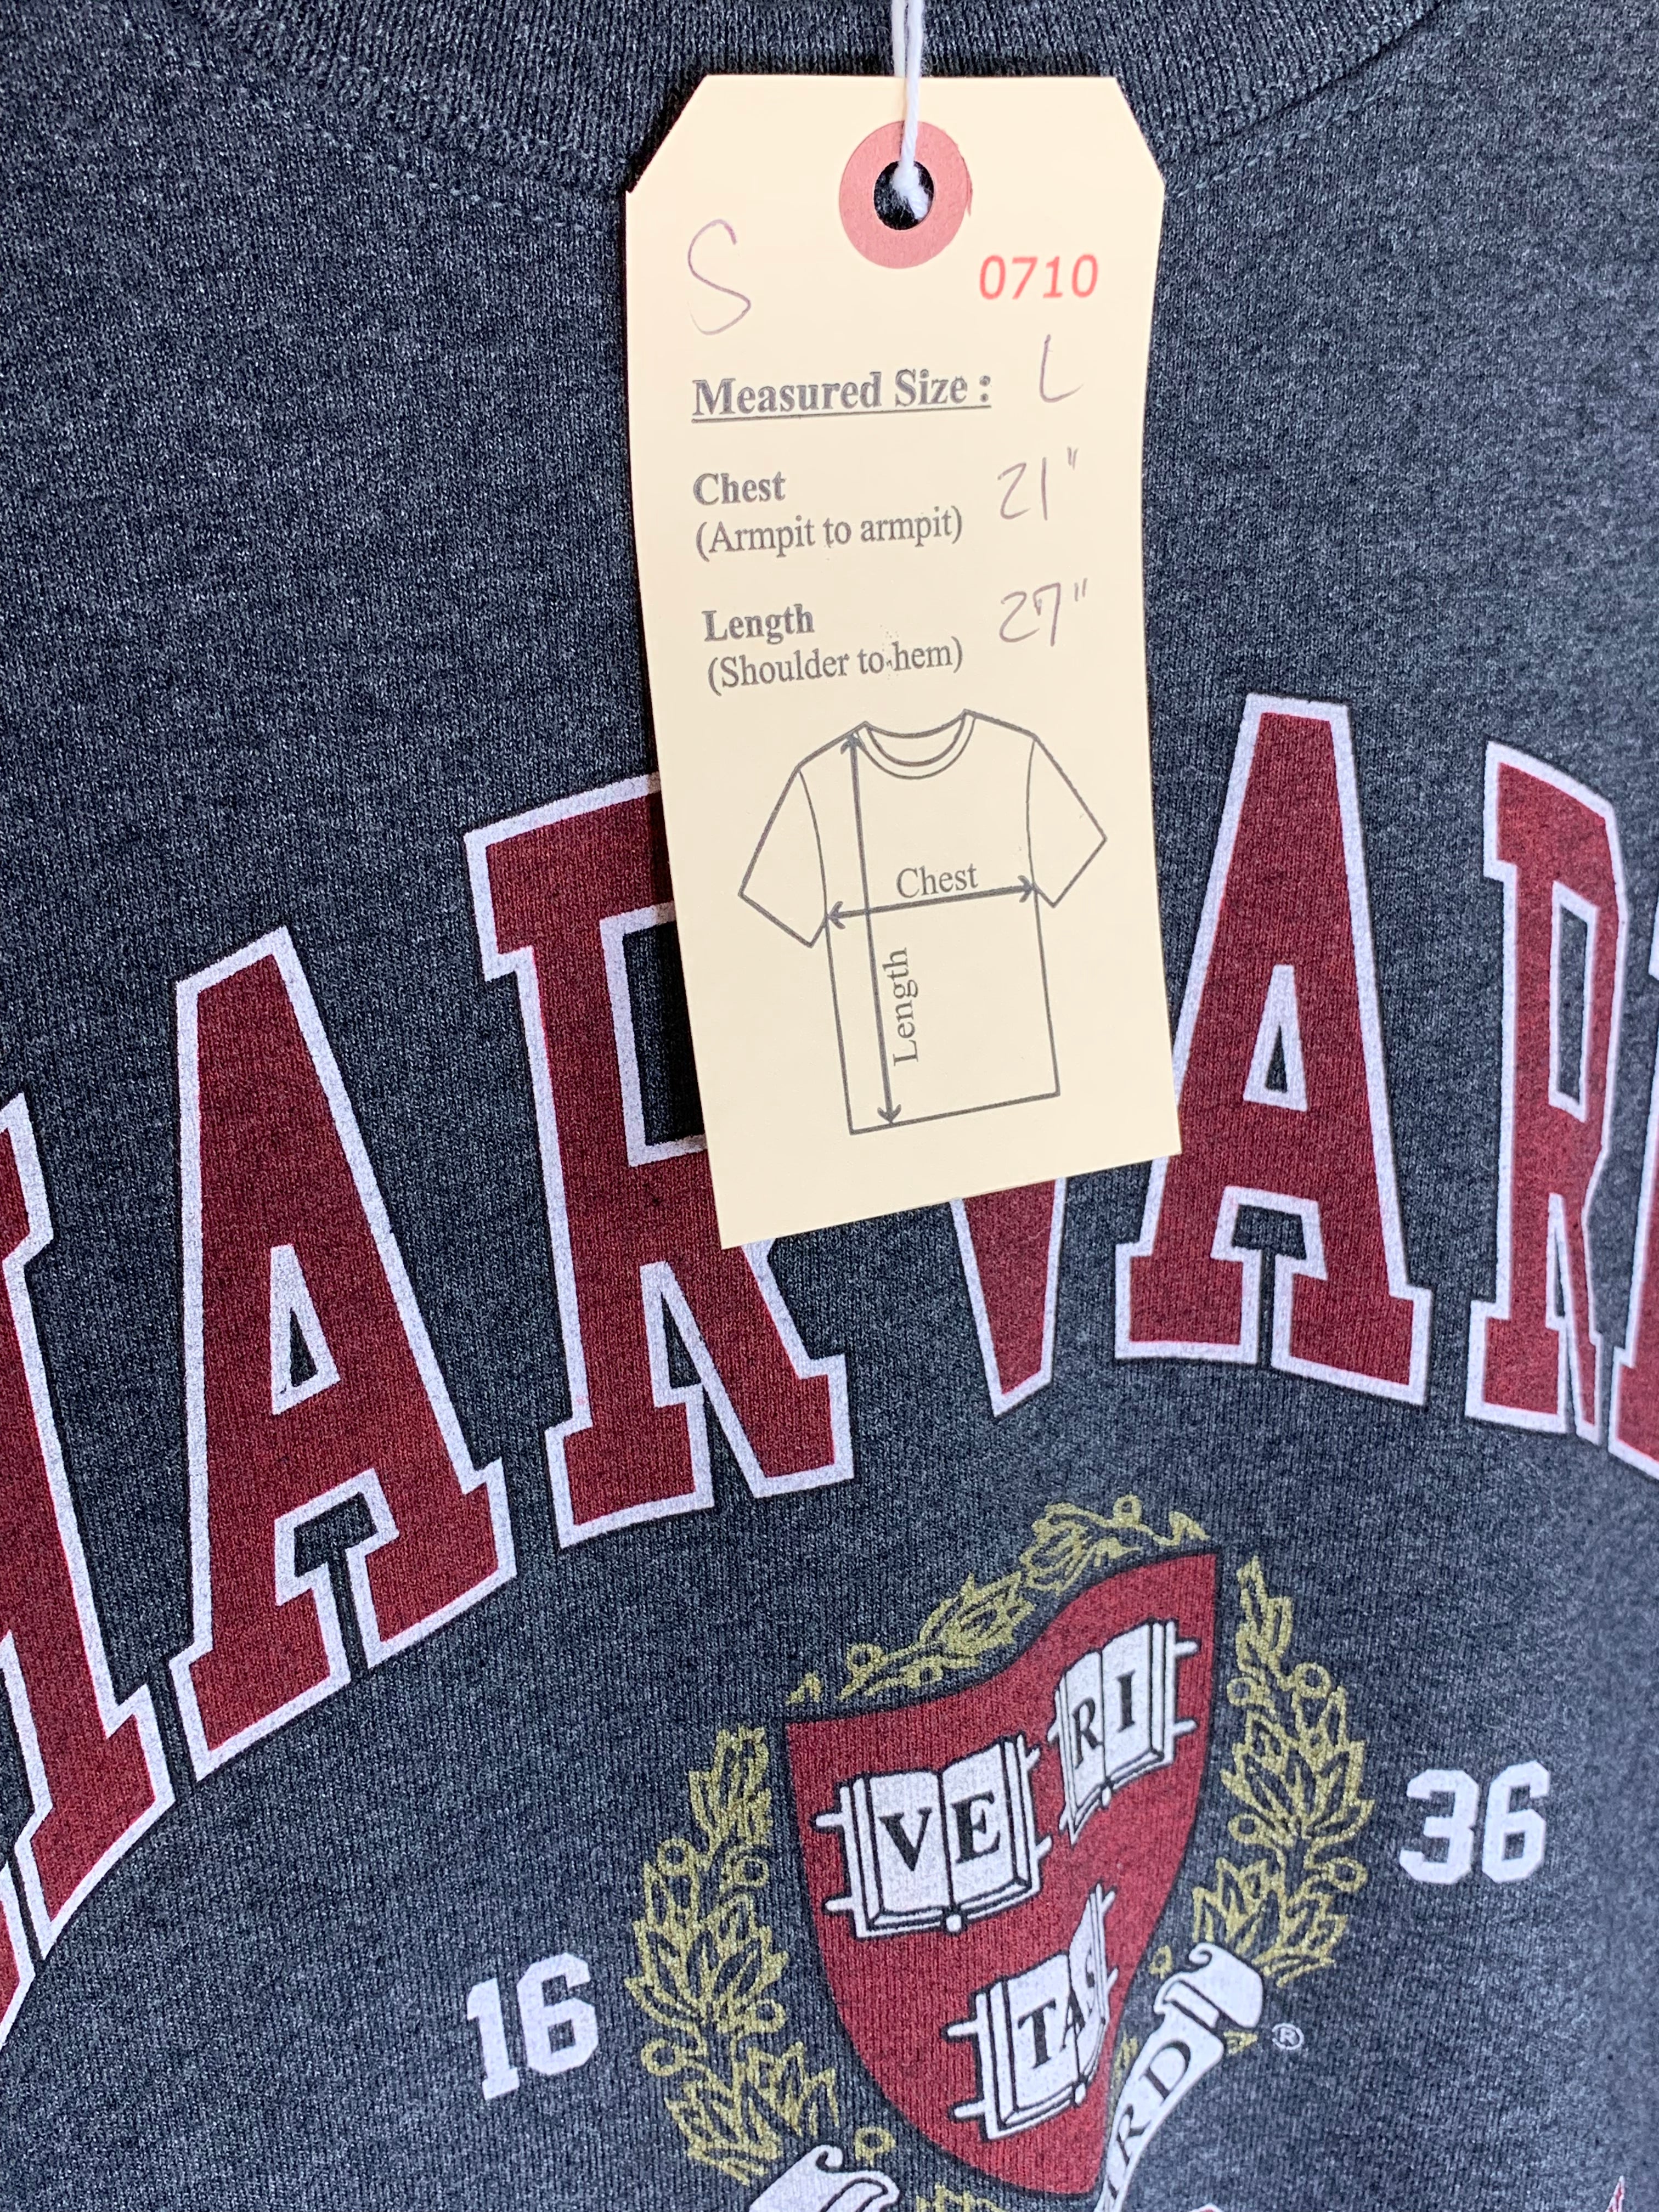 S
0710
Measured Size : L
Chest 21"
(Armpit to armpit)
Length 27"
(Shoulder to hem)
Chest
Length
HARVARD
VE RI
TAS
16 36
®